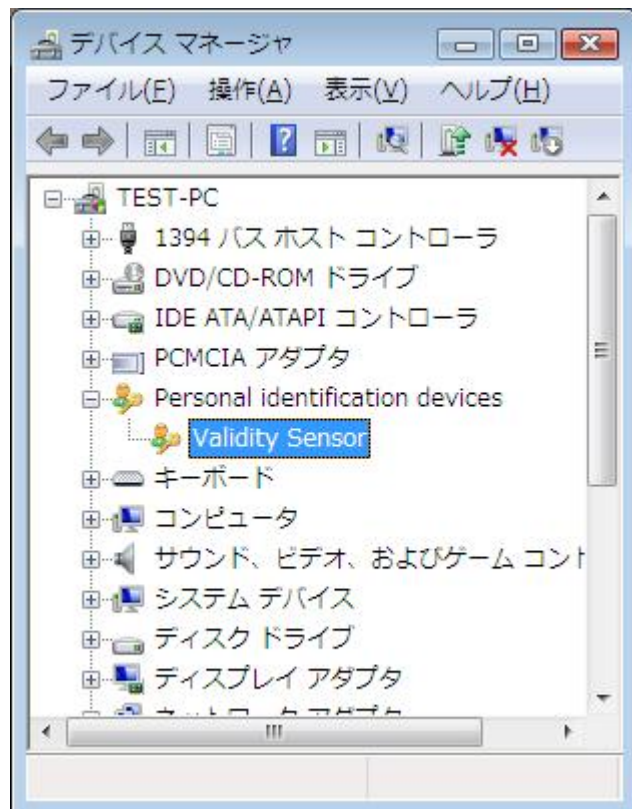 デバイス マネージャ
ファイル(F) 操作(A) 表示(V) ヘルプ(H)
TEST-PC
1394 バス ホスト コントローラ
DVD/CD-ROM ドライブ
IDE ATA/ATAPI コントローラ
PCMCIA アダプタ
Personal identification devices
Validity Sensor
キーボード
コンピュータ
サウンド、ビデオ、およびゲーム コント
システム デバイス
ディスク ドライブ
ディスプレイ アダプタ